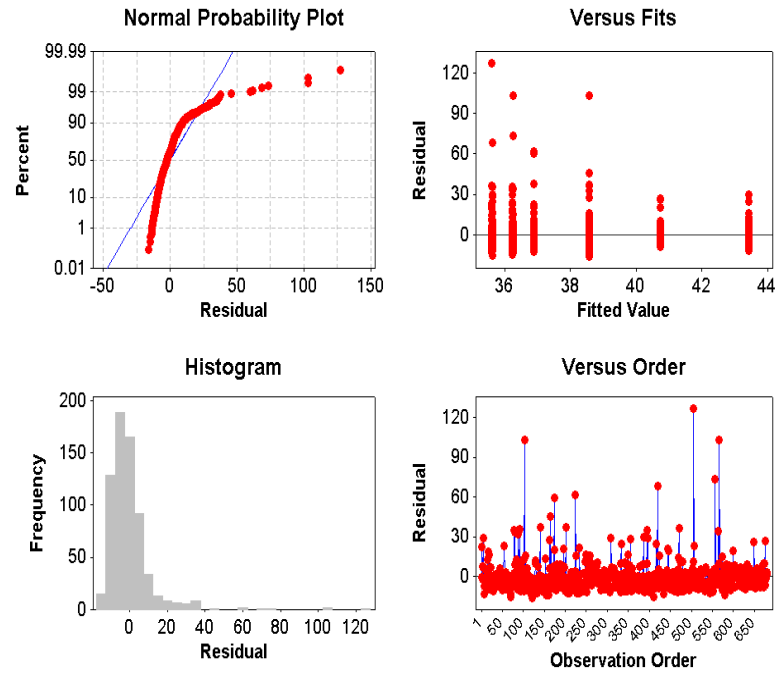 Normal Probability Plot
99.99
99
90
50
10
1
0.01
Percent
-50 0 50 100 150
Residual
Versus Fits
120
90
60
30
0
Residual
36 38 40 42 44
Fitted Value
Histogram
200
150
100
50
0
Frequency
0 20 40 60 80 100 120
Residual
Versus Order
120
90
60
30
0
Residual
1 50 100 150 200 250 300 350 400 450 500 550 600 650
Observation Order